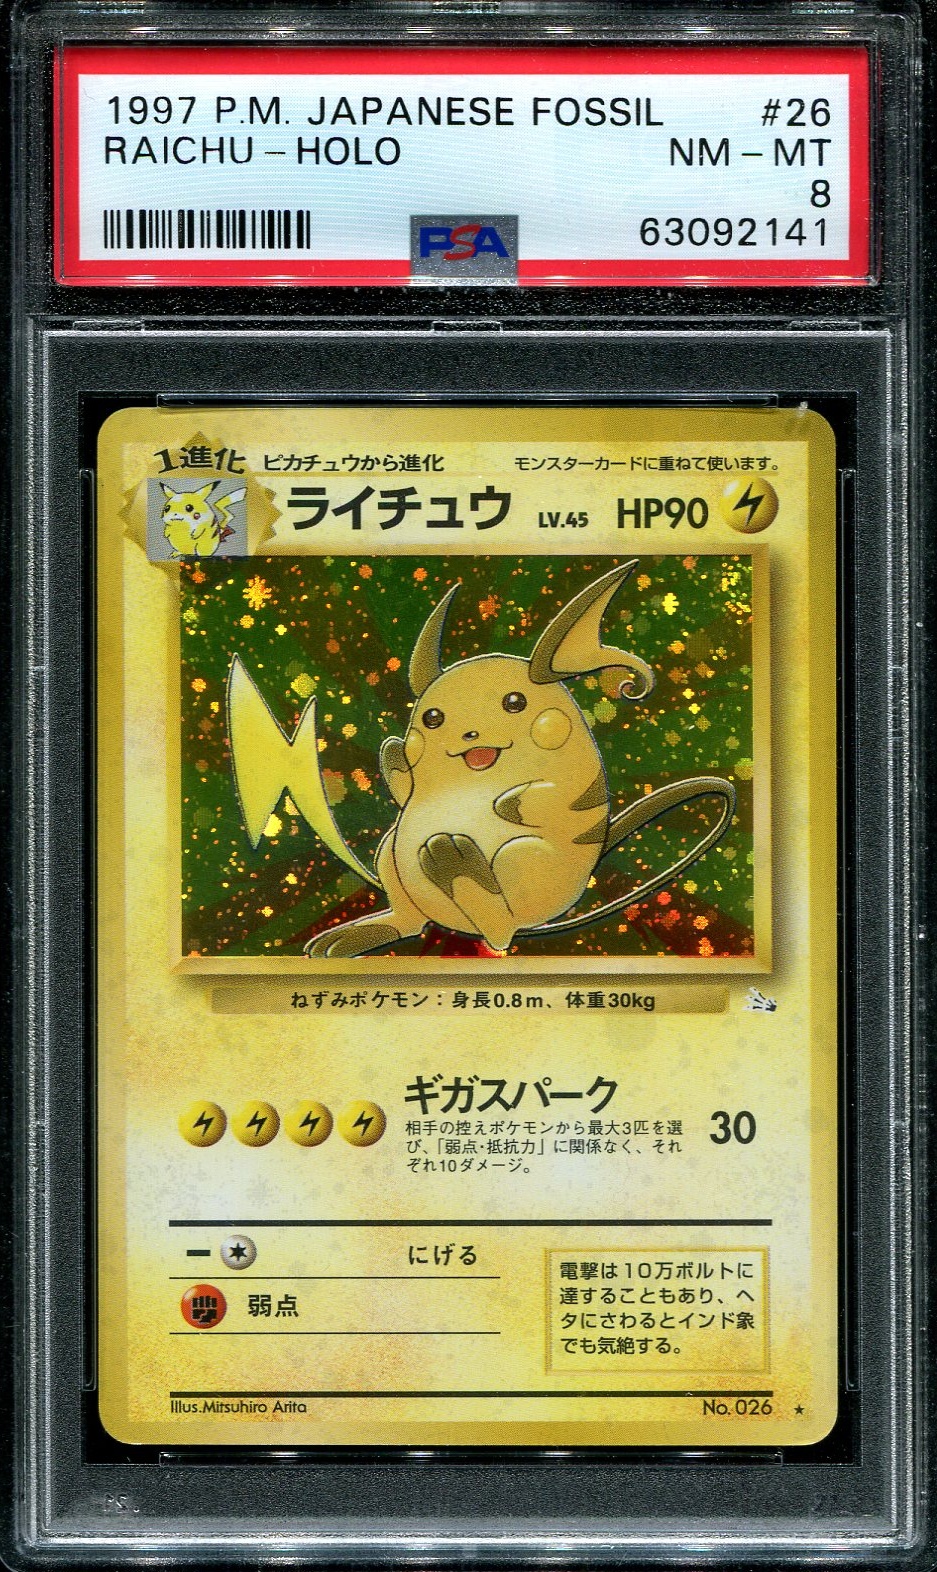 1997 P.M. JAPANESE FOSSIL #26
RAICHU - HOLO NM - MT
8
63092141
PSA
1進化 ピカチュウから進化 モンスターカードに重ねて使います。
ライチュウ LV.45 HP90
ねずみポケモン：身長0.8m、体重30kg
ギガスパーク
相手の控えポケモンから最大3匹を選
び、「弱点・抵抗力」に関係なく、それ
ぞれ10ダメージ。
30
ー
にげる
弱点
電撃は10万ボルトに
達することもあり、ヘ
タにさわるとインド象
でも気絶する。
Illus.Mitsuhiro Arita
No.026 ★